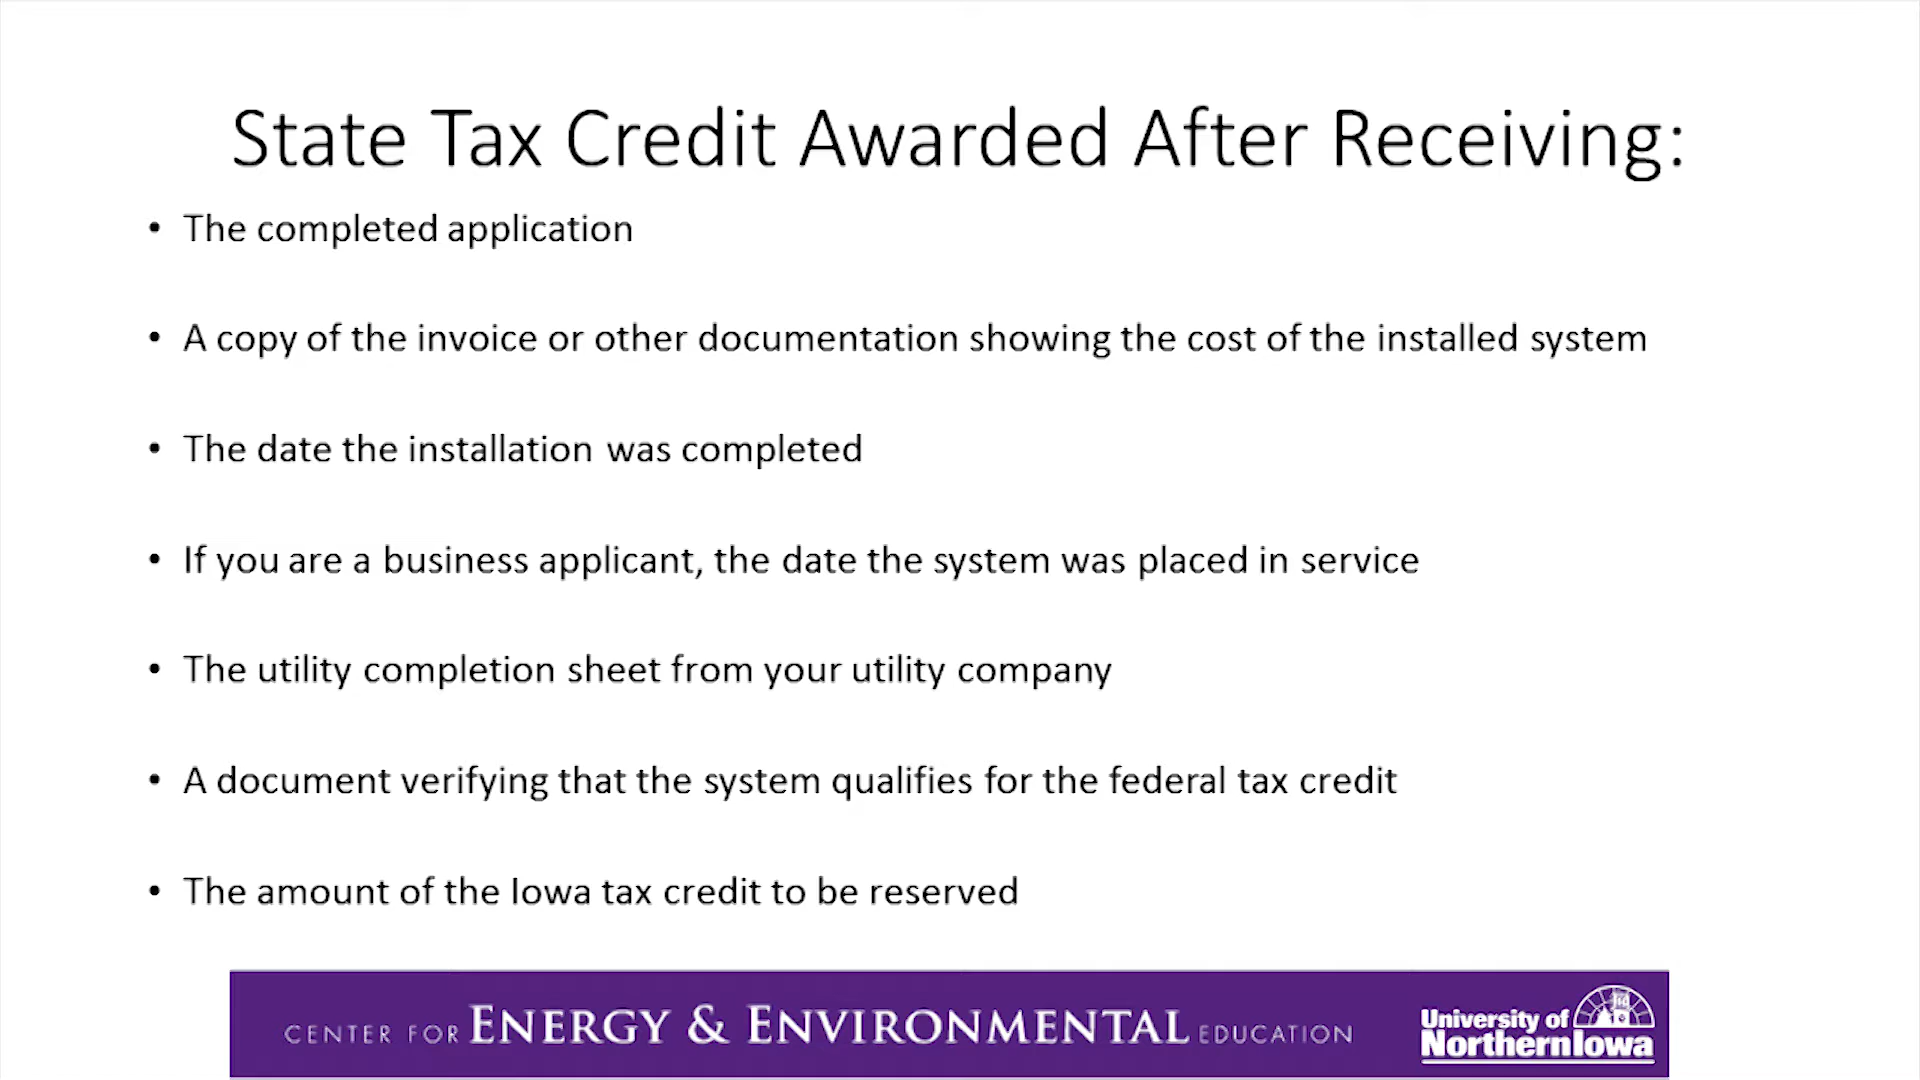 State Tax Credit Awarded After Receiving:
• The completed application
• A copy of the invoice or other documentation showing the cost of the installed system
• The date the installation was completed
• If you are a business applicant, the date the system was placed in service
• The utility completion sheet from your utility company
• A document verifying that the system qualifies for the federal tax credit
• The amount of the Iowa tax credit to be reserved
CENTER FOR ENERGY & ENVIRONMENTAL EDUCATION
University of
NorthernIowa